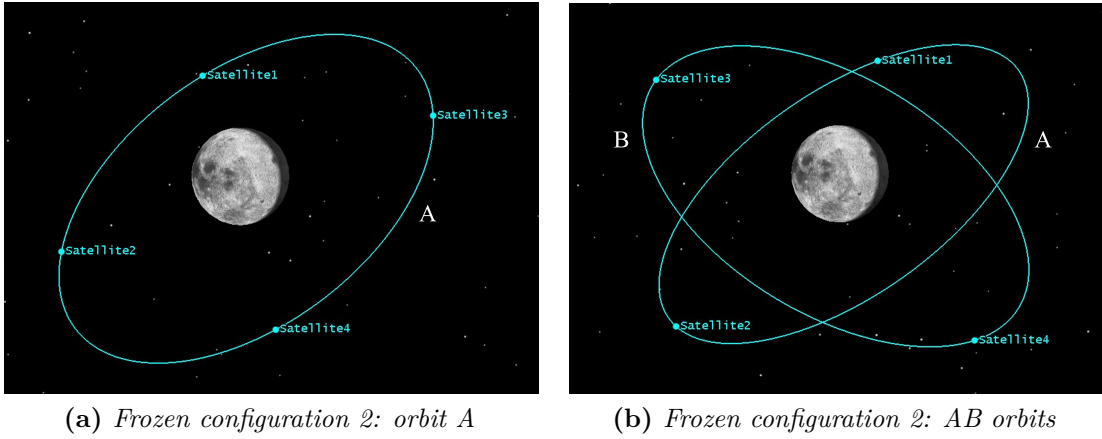 Satellite1
Satellite3
A
Satellite2
Satellite4
Satellite1
Satellite3
B
A
Satellite2
Satellite4
(a) Frozen configuration 2: orbit A
(b) Frozen configuration 2: AB orbits